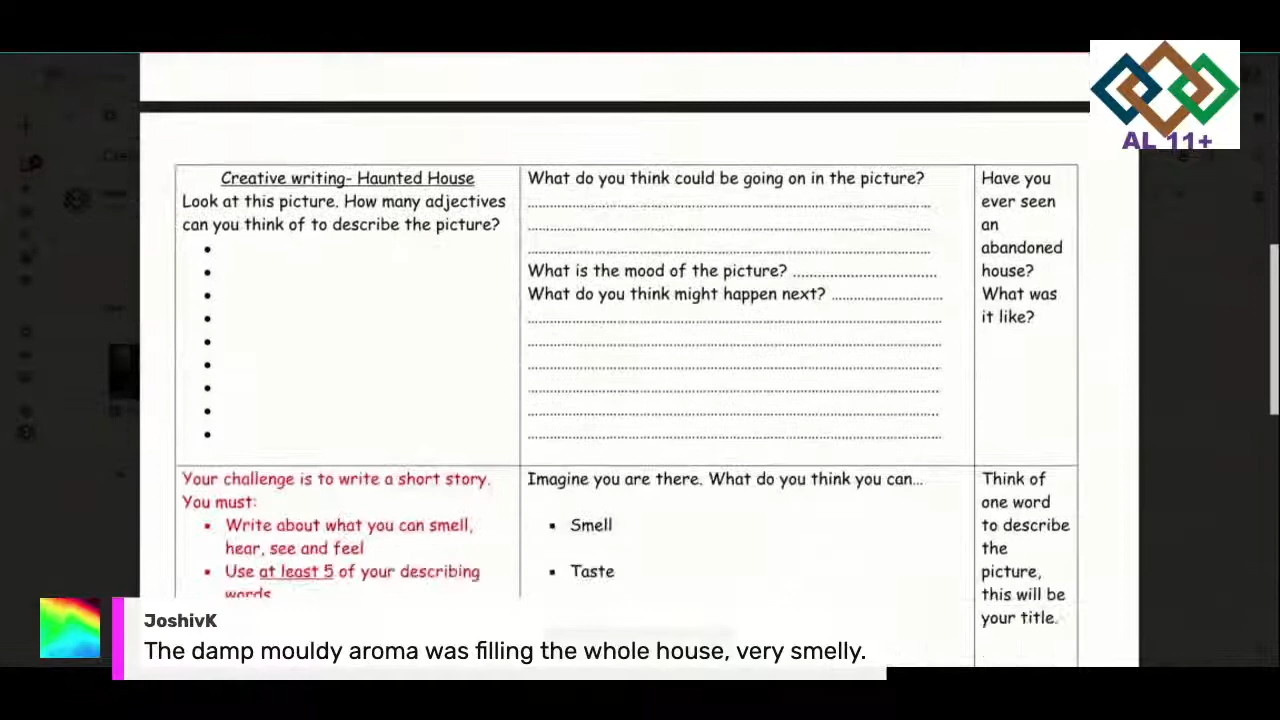 AL 11+
Creative writing- Haunted House
Look at this picture. How many adjectives
can you think of to describe the picture?
What do you think could be going on in the picture?
What is the mood of the picture?
What do you think might happen next?
Have you
ever seen
an
abandoned
house?
What was
it like?
Your challenge is to write a short story.
You must:
Write about what you can smell,
hear, see and feel
Use at least 5 of your describing
words
Imagine you are there. What do you think you can…
Smell
Taste
Think of
one word
to describe
the
picture,
this will be
your title.
JoshivK
The damp mouldy aroma was filling the whole house, very smelly.